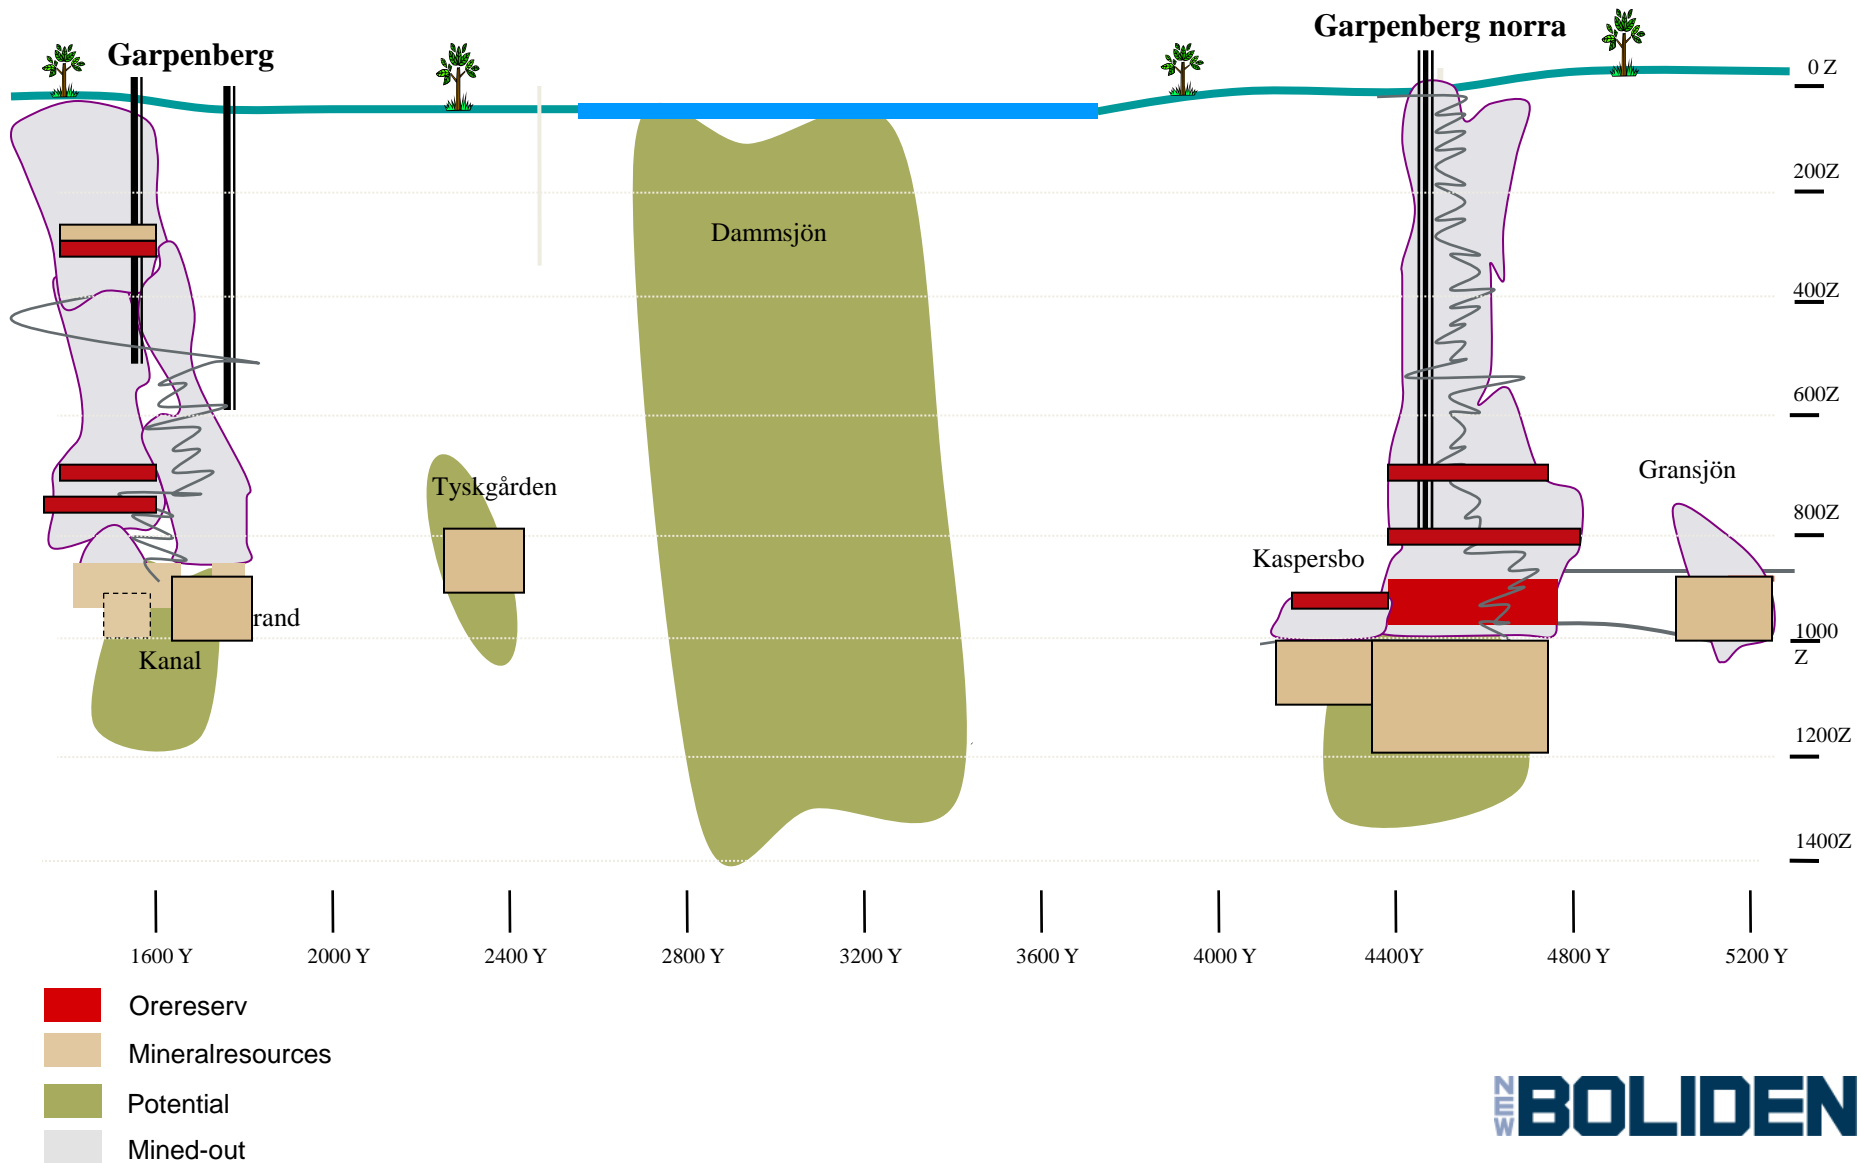 Garpenberg norra
Garpenberg
0 Z
200Z
Dammsjön
400Z
600Z
Gransjön
Tyskgården
800Z
Kaspersbo
rand
1000
Z
Kanal
1200Z
1400Z
1600 Y
2000 Y
2400 Y
2800 Y
3200 Y
3600 Y
4000 Y
4400Y
4800 Y
5200 Y
Orereserv
Mineralresources
Potential
Mined-out
NEW BOLIDEN